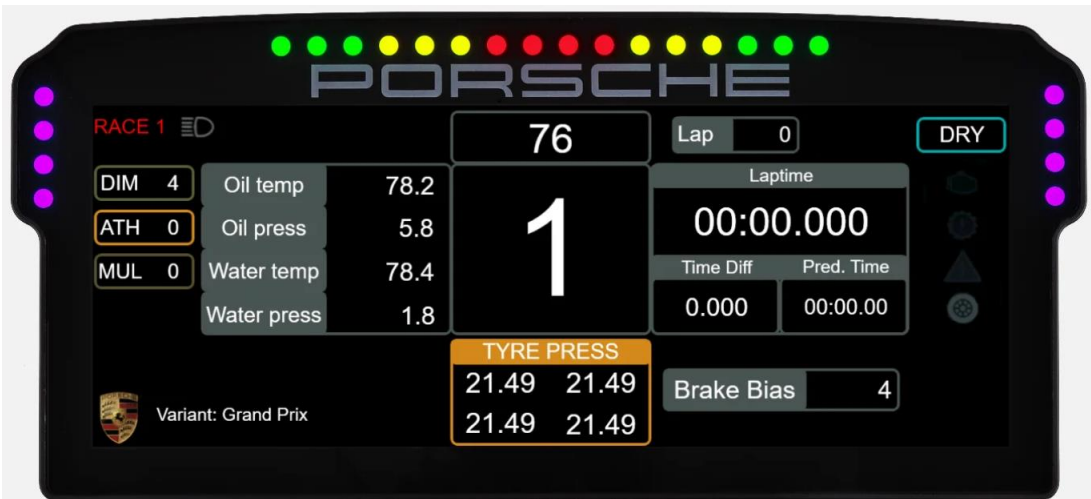 PORSCHE
RACE 1
76
Lap 0
DRY
DIM 4
ATH 0
MUL 0
Oil temp 78.2
Oil press 5.8
Water temp 78.4
Water press 1.8
1
Laptime
00:00.000
Time Diff Pred. Time
0.000 00:00.00
TYRE PRESS
21.49 21.49
21.49 21.49
Brake Bias 4
Variant: Grand Prix